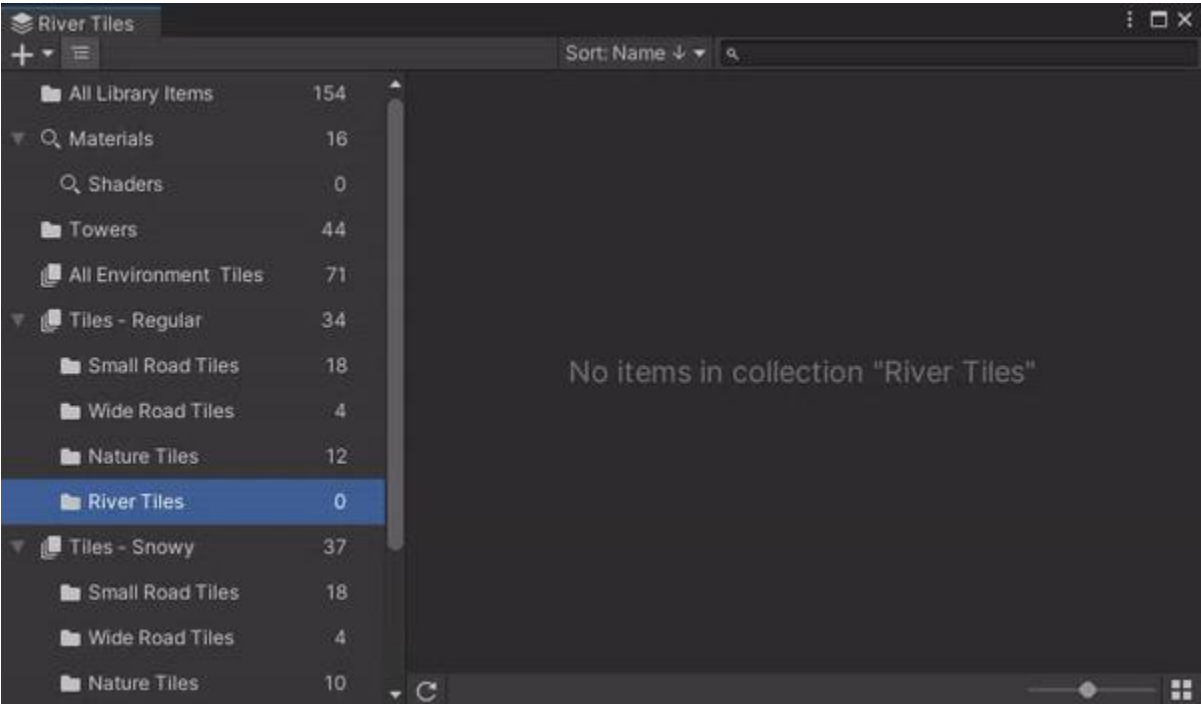 River Tiles
Sort: Name ↓
All Library Items 154
Materials 16
Shaders 0
Towers 44
All Environment  Tiles 71
Tiles - Regular 34
Small Road Tiles 18
Wide Road Tiles 4
Nature Tiles 12
River Tiles 0
Tiles - Snowy 37
Small Road Tiles 18
Wide Road Tiles 4
Nature Tiles 10
No items in collection "River Tiles"